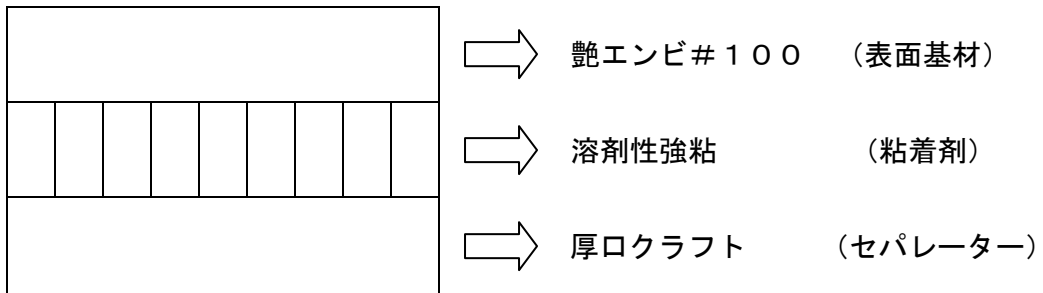 艶エンビ＃１００　（表面基材）
溶剤性強粘　（粘着剤）
厚口クラフト　（セパレーター）